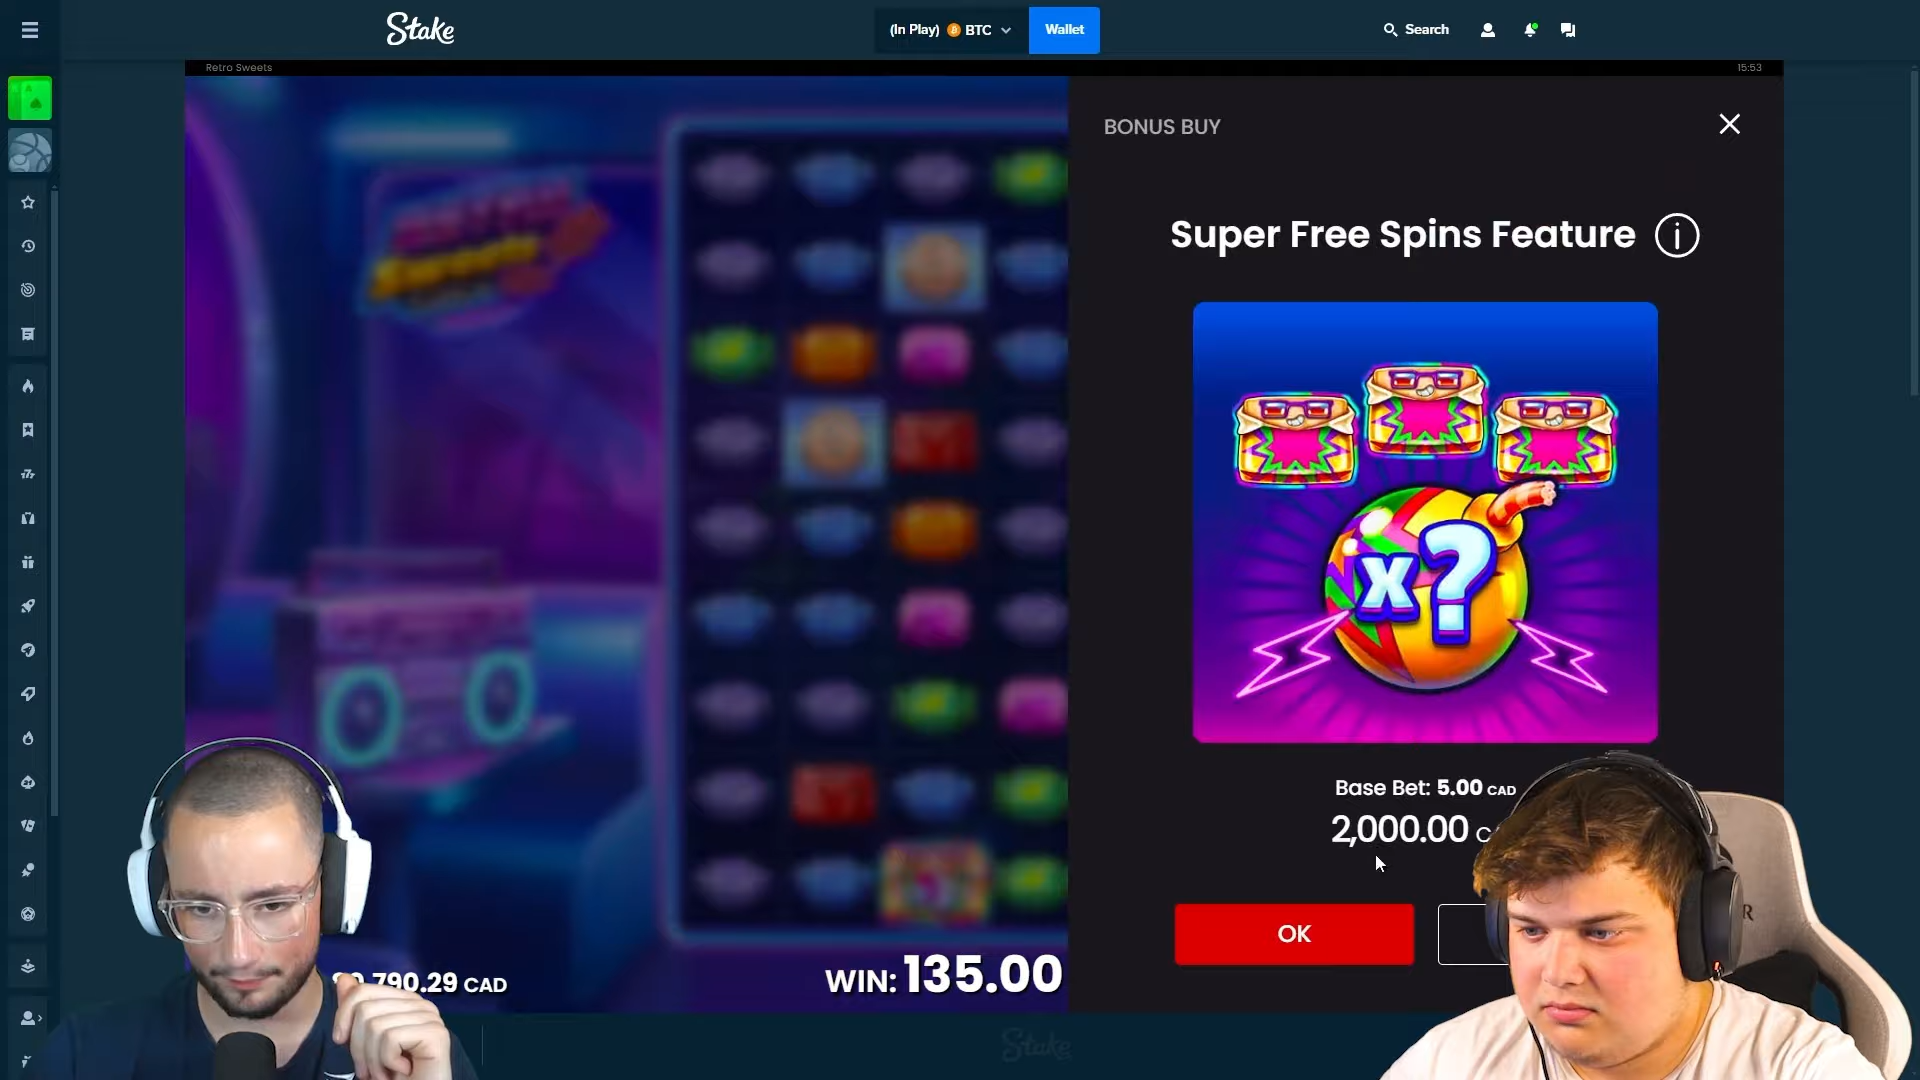 Stake
(In Play) BTC
Wallet
Search
Retro Sweets
15:53
BONUS BUY
Super Free Spins Feature
x?
Base Bet: 5.00 CAD
2,000.00
OK
790.29 CAD
WIN: 135.00
Stake